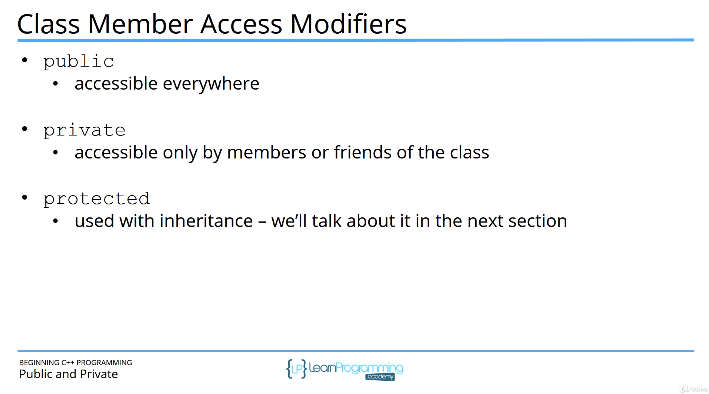 Class Member Access Modifiers
• public
• accessible everywhere
• private
• accessible only by members or friends of the class
• protected
• used with inheritance – we’ll talk about it in the next section
BEGINNING C++ PROGRAMMING
Public and Private
{LP} LearnProgramming
academy